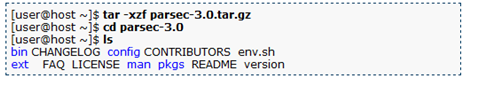 [user@host ~]$ tar -xzf parsec-3.0.tar.gz
[user@host ~]$ cd parsec-3.0
[user@host ~]$ ls
bin CHANGELOG config CONTRIBUTORS env.sh
ext FAQ LICENSE man pkgs README version